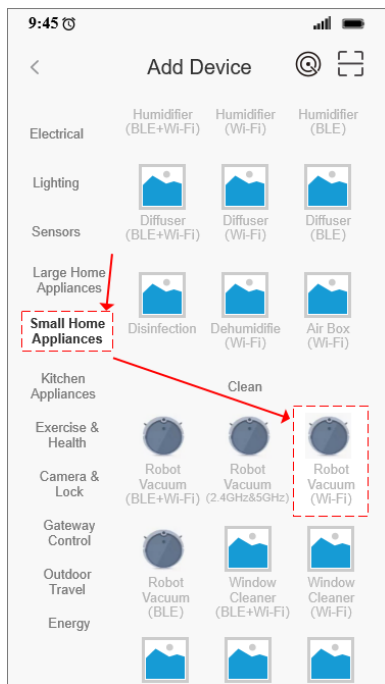 9:45
Add Device
Humidifier Humidifier Humidifier
(BLE+Wi-Fi) (Wi-Fi) (BLE)
Electrical
Lighting
Diffuser Diffuser Diffuser
(BLE+Wi-Fi) (Wi-Fi) (BLE)
Sensors
Large Home
Appliances
Small Home
Appliances
Disinfection Dehumidifie Air Box
(Wi-Fi) (Wi-Fi)
Kitchen
Appliances
Clean
Exercise &
Health
Camera &
Lock
Robot Robot Robot
Vacuum Vacuum Vacuum
(BLE+Wi-Fi) (2.4GHz&5GHz) (Wi-Fi)
Gateway
Control
Outdoor
Travel
Robot Window Window
Vacuum Cleaner Cleaner
(BLE) (BLE+Wi-Fi) (Wi-Fi)
Energy